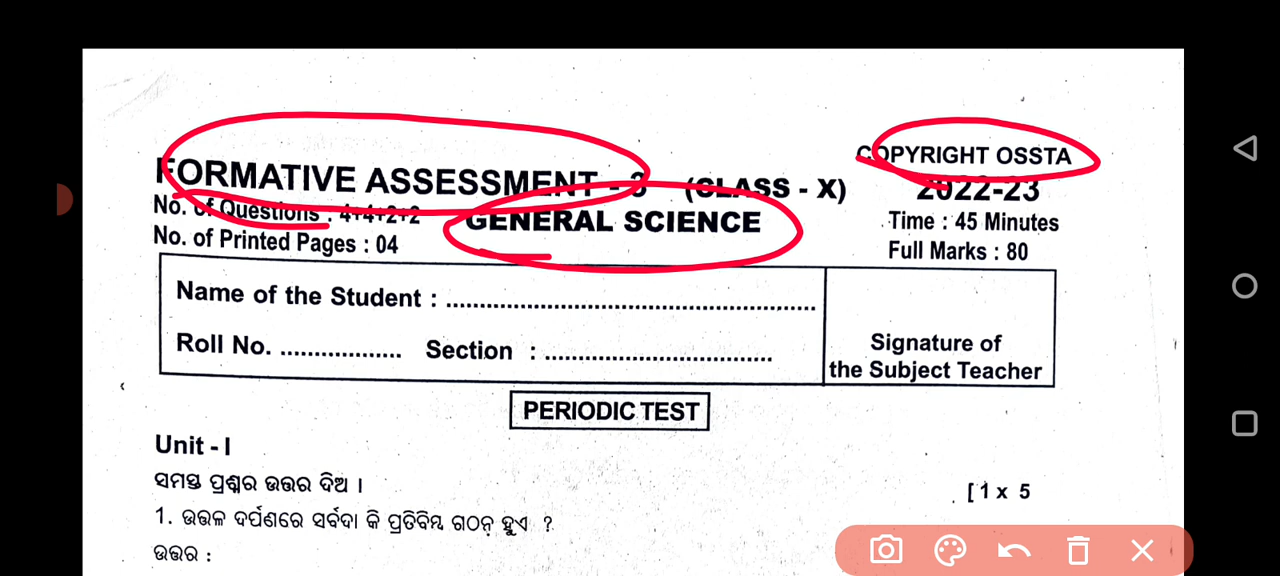 FORMATIVE ASSESSMENT - 3 (CLASS - X)
COPYRIGHT OSSTA
2022-23
No. of Questions : 4+4+2+2
GENERAL SCIENCE
Time : 45 Minutes
No. of Printed Pages : 04
Full Marks : 80
Name of the Student : ....................................................
Roll No. .................. Section : ..................................
Signature of
the Subject Teacher
PERIODIC TEST
Unit - I
ସମସ୍ତ ପ୍ରଶ୍ନର ଉତ୍ତର ଦିଅ ।
[ 1 x 5
1. ଉତ୍ତଳ ଦର୍ପଣରେ ସର୍ବଦା କି ପ୍ରତିବିମ୍ବ ଗଠନ ହୁଏ ?
ଉତ୍ତର :